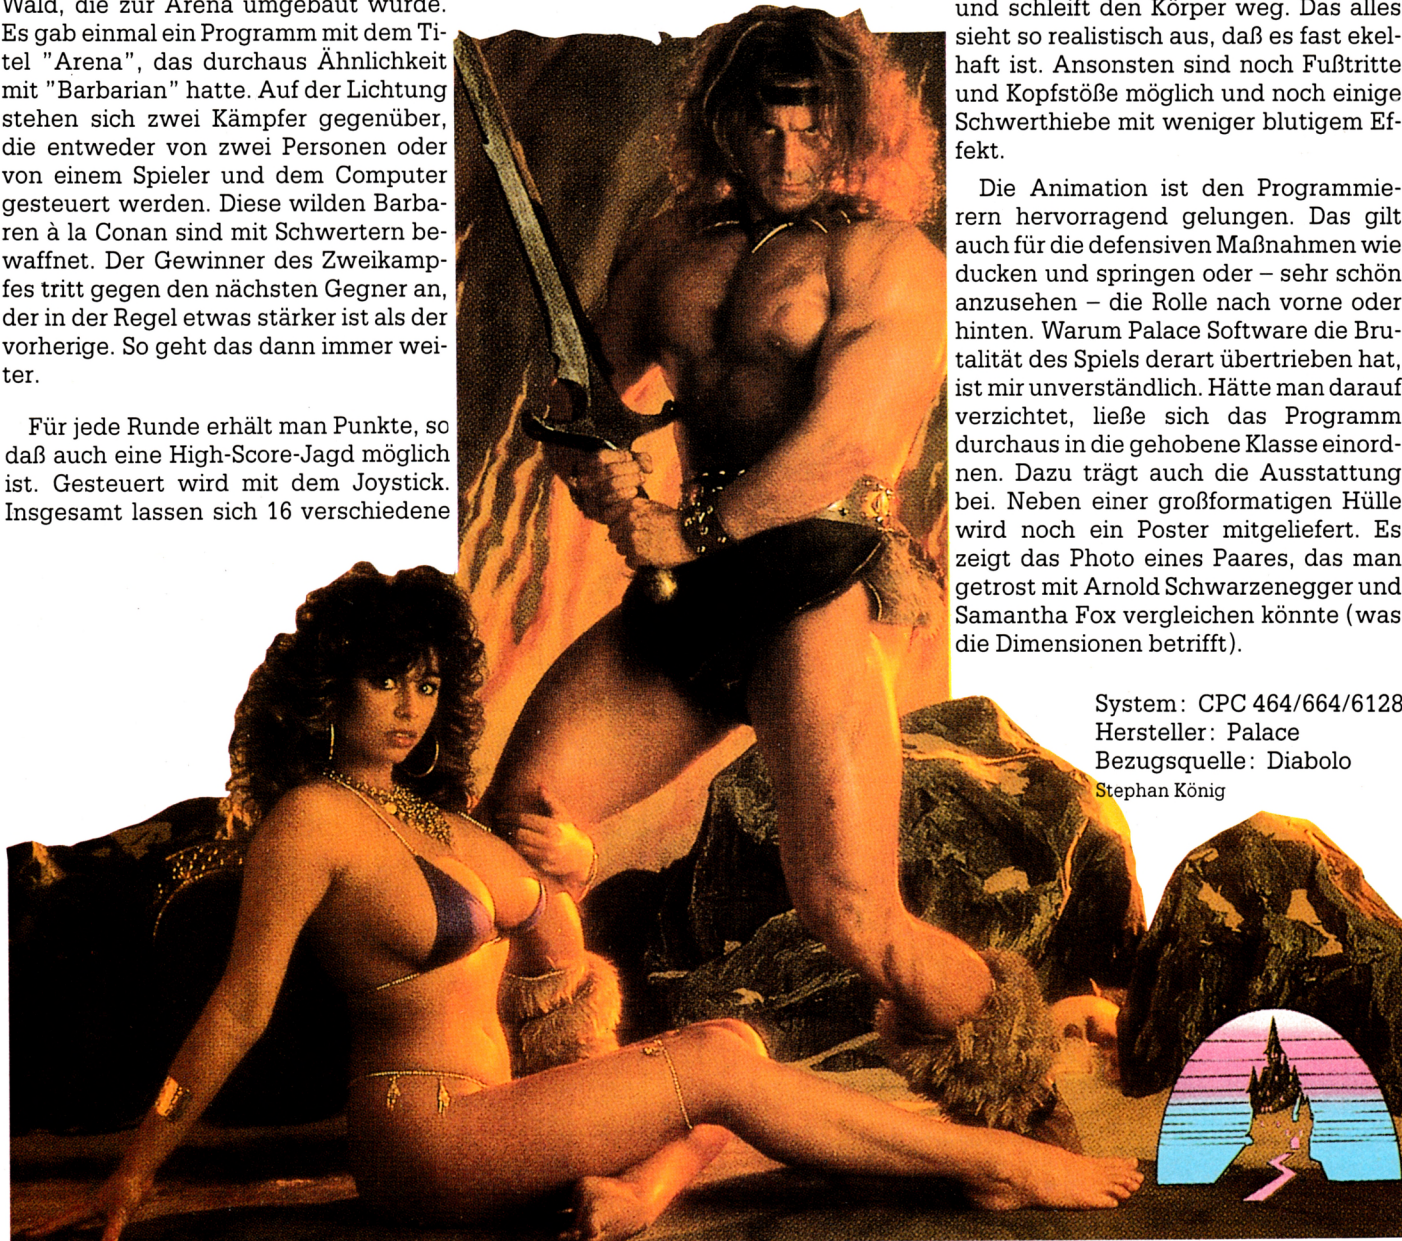 Wald, die zur Arena umgebaut wurde.
Es gab einmal ein Programm mit dem Ti-
tel "Arena", das durchaus Ähnlichkeit
mit "Barbarian" hatte. Auf der Lichtung
stehen sich zwei Kämpfer gegenüber,
die entweder von zwei Personen oder
von einem Spieler und dem Computer
gesteuert werden. Diese wilden Barba-
ren à la Conan sind mit Schwertern be-
waffnet. Der Gewinner des Zweikamp-
fes tritt gegen den nächsten Gegner an,
der in der Regel etwas stärker ist als der
vorherige. So geht das dann immer wei-
ter.
Für jede Runde erhält man Punkte, so
daß auch eine High-Score-Jagd möglich
ist. Gesteuert wird mit dem Joystick.
Insgesamt lassen sich 16 verschiedene
und schleift den Körper weg. Das alles
sieht so realistisch aus, daß es fast ekel-
haft ist. Ansonsten sind noch Fußtritte
und Kopfstöße möglich und noch einige
Schwerthiebe mit weniger blutigem Ef-
fekt.
Die Animation ist den Programmie-
rern hervorragend gelungen. Das gilt
auch für die defensiven Maßnahmen wie
ducken und springen oder – sehr schön
anzusehen – die Rolle nach vorne oder
hinten. Warum Palace Software die Bru-
talität des Spiels derart übertrieben hat,
ist mir unverständlich. Hätte man darauf
verzichtet, ließe sich das Programm
durchaus in die gehobene Klasse einord-
nen. Dazu trägt auch die Ausstattung
bei. Neben einer großformatigen Hülle
wird noch ein Poster mitgeliefert. Es
zeigt das Photo eines Paares, das man
getrost mit Arnold Schwarzenegger und
Samantha Fox vergleichen könnte (was
die Dimensionen betrifft).
System: CPC 464/664/6128
Hersteller: Palace
Bezugsquelle: Diabolo
Stephan König